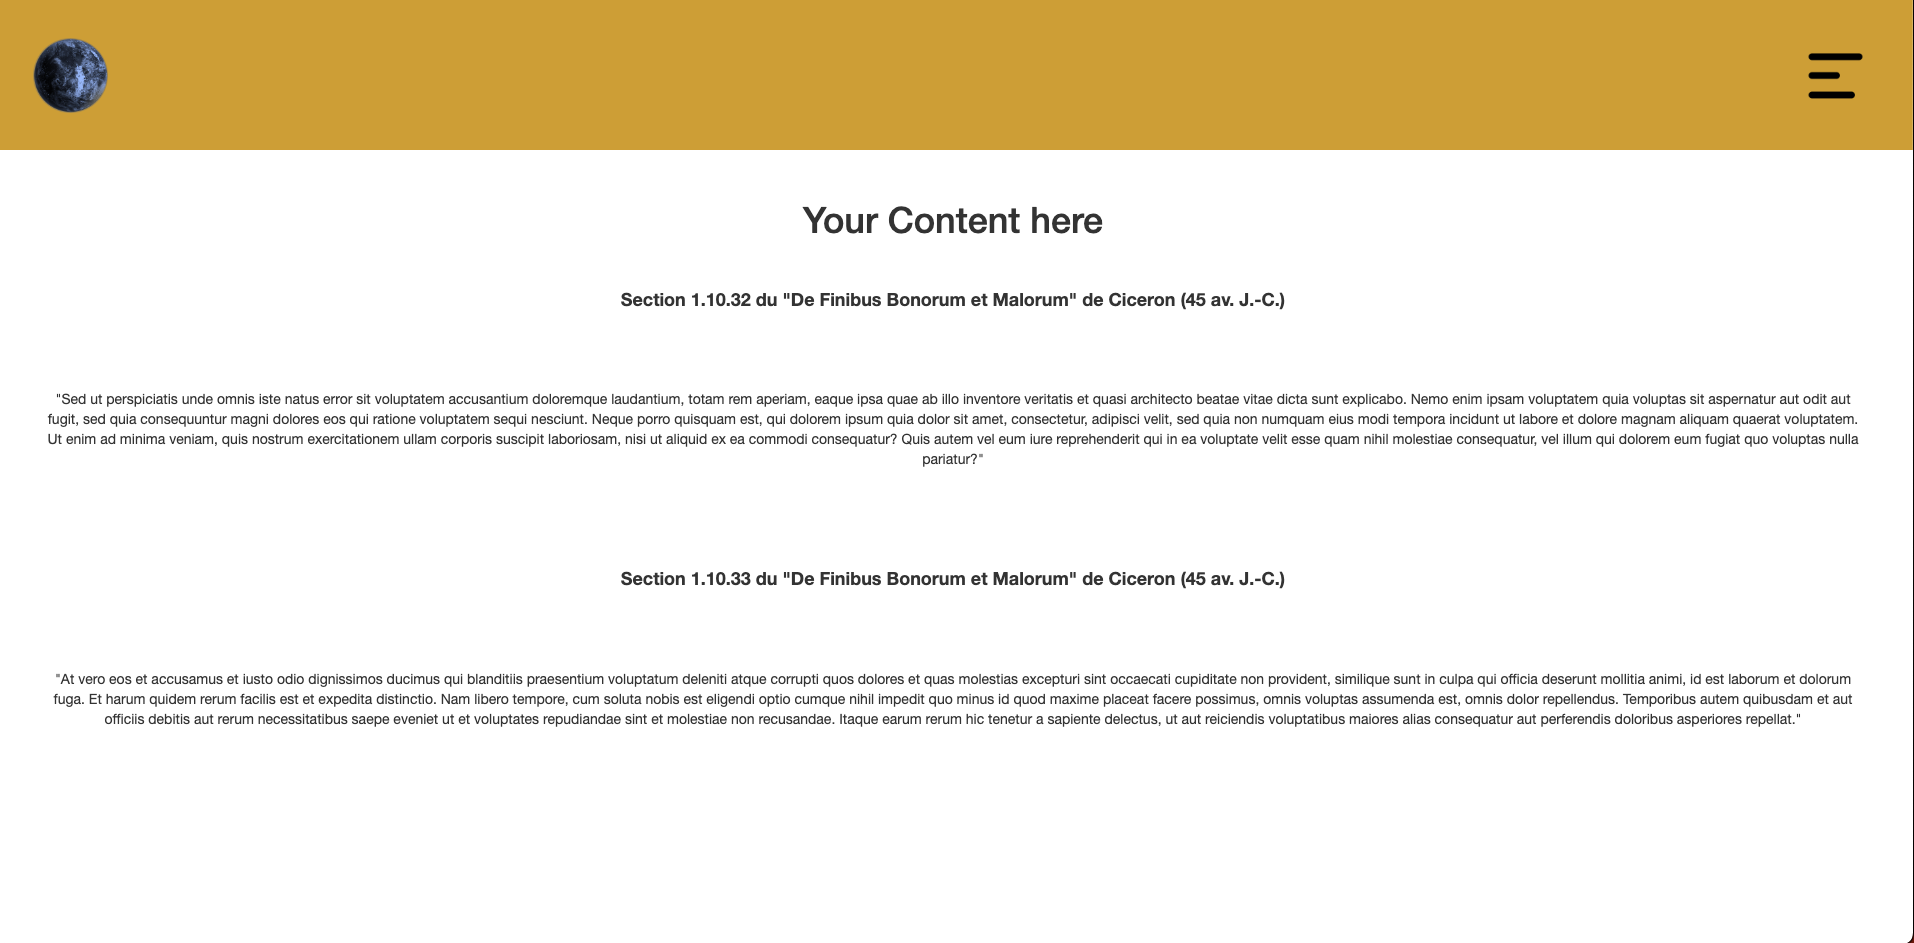 Your Content here
Section 1.10.32 du "De Finibus Bonorum et Malorum" de Ciceron (45 av. J.-C.)
"Sed ut perspiciatis unde omnis iste natus error sit voluptatem accusantium doloremque laudantium, totam rem aperiam, eaque ipsa quae ab illo inventore veritatis et quasi architecto beatae vitae dicta sunt explicabo. Nemo enim ipsam voluptatem quia voluptas sit aspernatur aut odit aut
fugit, sed quia consequuntur magni dolores eos qui ratione voluptatem sequi nesciunt. Neque porro quisquam est, qui dolorem ipsum quia dolor sit amet, consectetur, adipisci velit, sed quia non numquam eius modi tempora incidunt ut labore et dolore magnam aliquam quaerat voluptatem.
Ut enim ad minima veniam, quis nostrum exercitationem ullam corporis suscipit laboriosam, nisi ut aliquid ex ea commodi consequatur? Quis autem vel eum iure reprehenderit qui in ea voluptate velit esse quam nihil molestiae consequatur, vel illum qui dolorem eum fugiat quo voluptas nulla
pariatur?"
Section 1.10.33 du "De Finibus Bonorum et Malorum" de Ciceron (45 av. J.-C.)
"At vero eos et accusamus et iusto odio dignissimos ducimus qui blanditiis praesentium voluptatum deleniti atque corrupti quos dolores et quas molestias excepturi sint occaecati cupiditate non provident, similique sunt in culpa qui officia deserunt mollitia animi, id est laborum et dolorum
fuga. Et harum quidem rerum facilis est et expedita distinctio. Nam libero tempore, cum soluta nobis est eligendi optio cumque nihil impedit quo minus id quod maxime placeat facere possimus, omnis voluptas assumenda est, omnis dolor repellendus. Temporibus autem quibusdam et aut
officiis debitis aut rerum necessitatibus saepe eveniet ut et voluptates repudiandae sint et molestiae non recusandae. Itaque earum rerum hic tenetur a sapiente delectus, ut aut reiciendis voluptatibus maiores alias consequatur aut perferendis doloribus asperiores repellat."